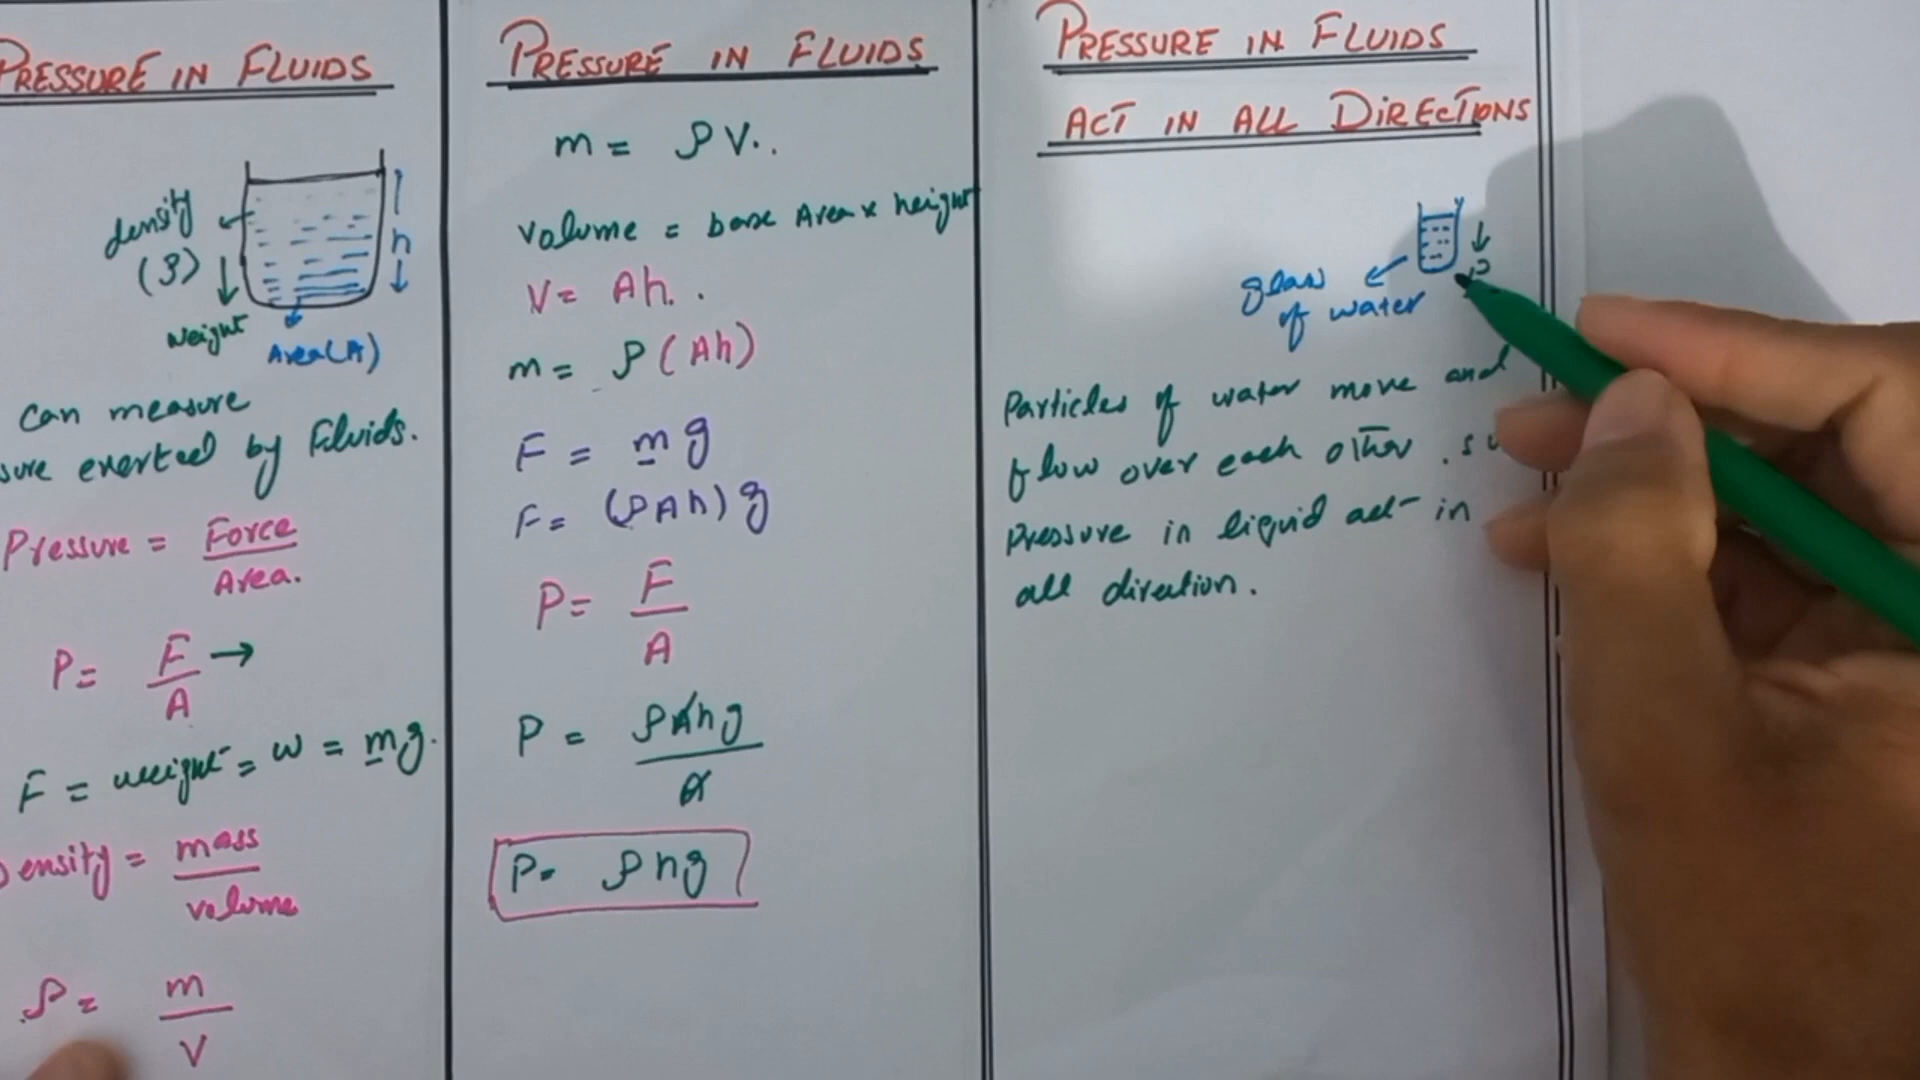 PRESSURE IN FLUIDS
density
(ρ)
h
weight
Area(A)
can measure
sure exerted by Fluids.
Pressure = Force
Area.
P = F →
A
F = weight = w = mg.
ensity = mass
volume
ρ = m
V
PRESSURE IN FLUIDS
m = ρV..
volume = base Area x height
V = Ah.
m = ρ(Ah)
F = mg
F = (ρAh)g
P = F
A
P = ρAhg
A
P = ρhg
PRESSURE IN FLUIDS
ACT IN ALL DIRECTIONS
glass
of water
Particles of water move and
flow over each other.
Pressure in liquid act in
all direction.